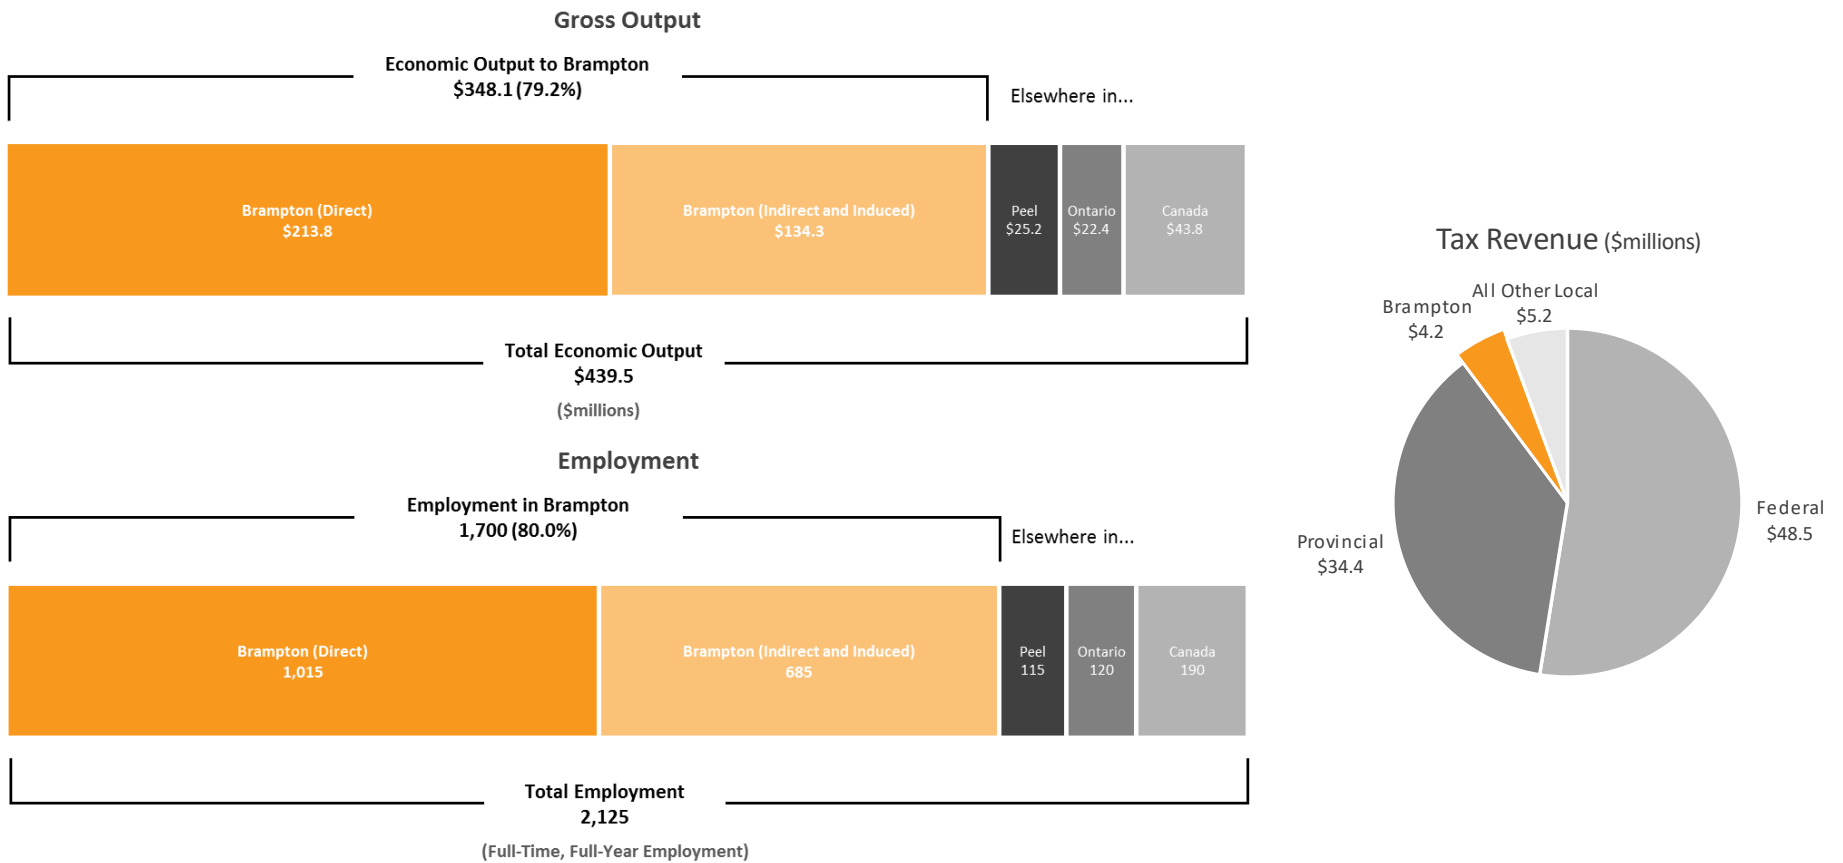 Gross Output
Economic Output to Brampton
$348.1 (79.2%)
Elsewhere in...
Brampton (Direct)
$213.8
Brampton (Indirect and Induced)
$134.3
Peel
$25.2
Ontario
$22.4
Canada
$43.8
Total Economic Output
$439.5
($millions)
Employment
Employment in Brampton
1,700 (80.0%)
Elsewhere in...
Brampton (Direct)
1,015
Brampton (Indirect and Induced)
685
Peel
115
Ontario
120
Canada
190
Total Employment
2,125
(Full-Time, Full-Year Employment)
Tax Revenue ($millions)
All Other Local
$5.2
Brampton
$4.2
Federal
$48.5
Provincial
$34.4